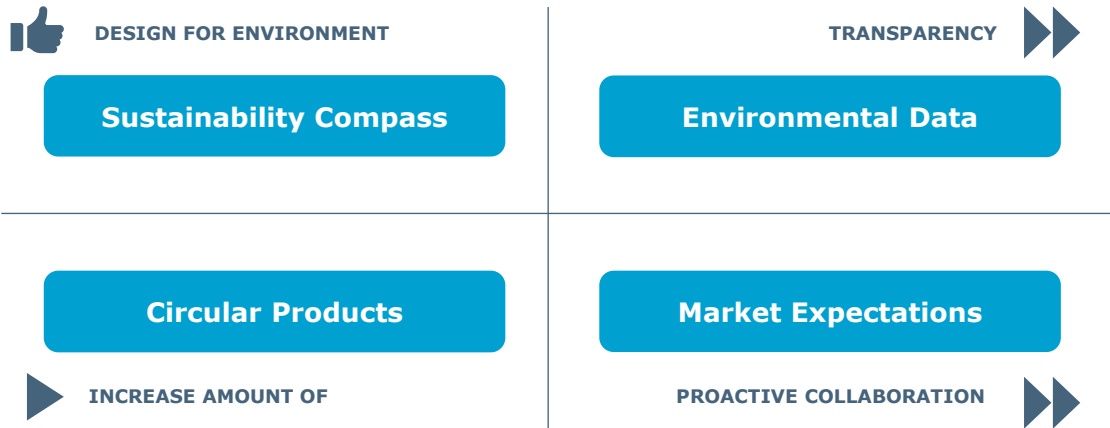 DESIGN FOR ENVIRONMENT
TRANSPARENCY
Sustainability Compass
Environmental Data
Circular Products
Market Expectations
INCREASE AMOUNT OF
PROACTIVE COLLABORATION